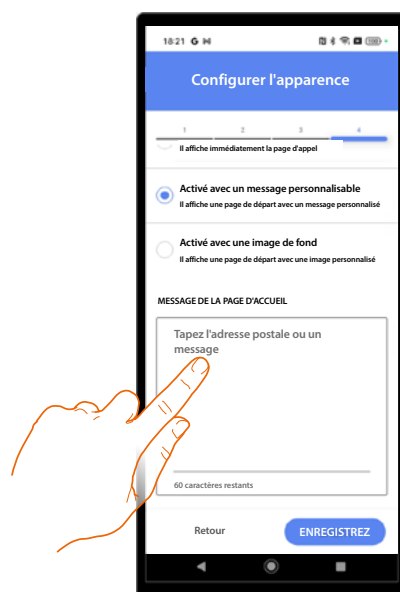 18:21 G
100
Configurer l'apparence
1 2 3 4
Il affiche immédiatement la page d'appel
Activé avec un message personnalisable
Il affiche une page de départ avec un message personnalisé
Activé avec une image de fond
Il affiche une page de départ avec une image personnalisé
MESSAGE DE LA PAGE D'ACCUEIL
Tapez l'adresse postale ou un
message
60 caractères restants
Retour ENREGISTREZ